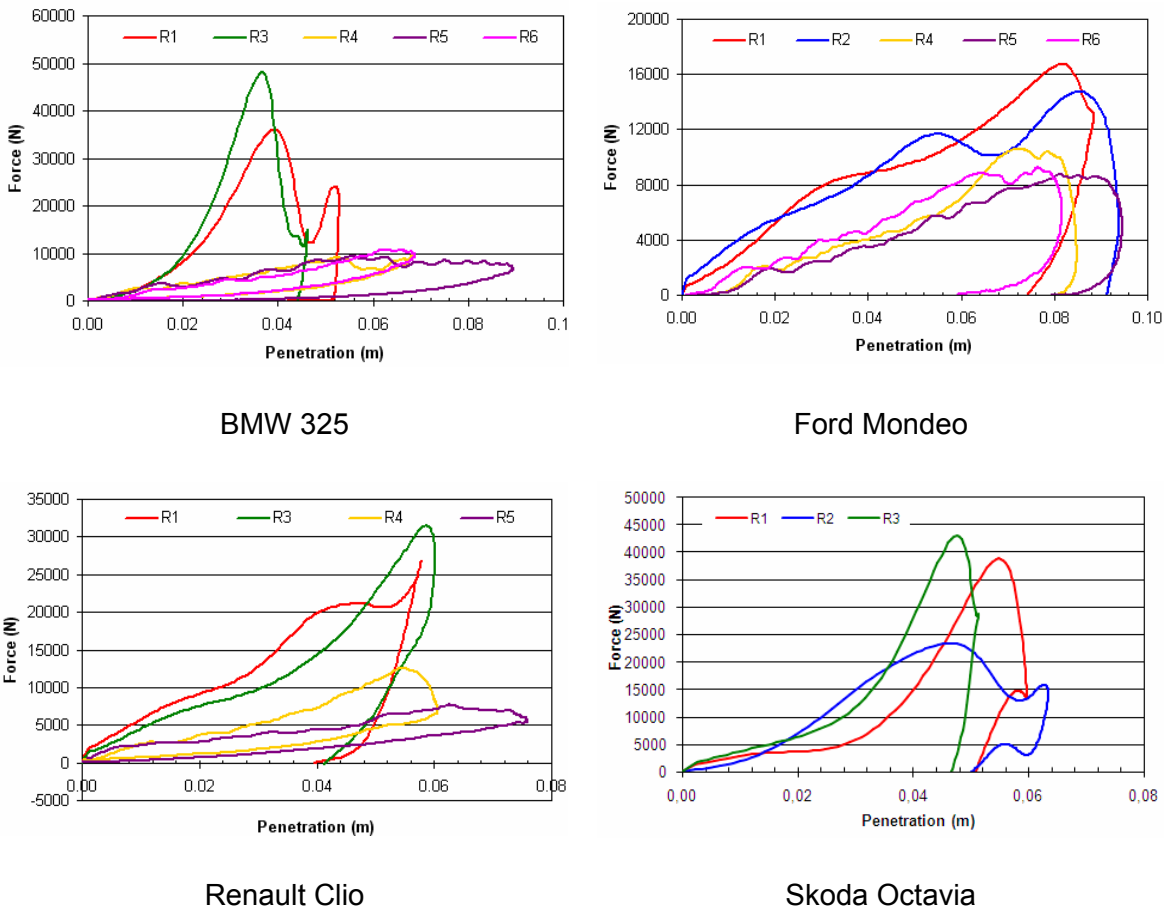 60000
50000
40000
30000
20000
10000
0
Force (N)
R1 R3 R4 R5 R6
0.00 0.02 0.04 0.06 0.08 0.1
Penetration (m)
BMW 325
20000
16000
12000
8000
4000
0
Force (N)
R1 R2 R4 R5 R6
0.00 0.02 0.04 0.06 0.08 0.10
Penetration (m)
Ford Mondeo
35000
30000
25000
20000
15000
10000
5000
0
-5000
Force (N)
R1 R3 R4 R5
0.00 0.02 0.04 0.06 0.08
Penetration (m)
Renault Clio
50000
45000
40000
35000
30000
25000
20000
15000
10000
5000
0
Force (N)
R1 R2 R3
0,00 0,02 0,04 0,06 0,08
Penetration (m)
Skoda Octavia